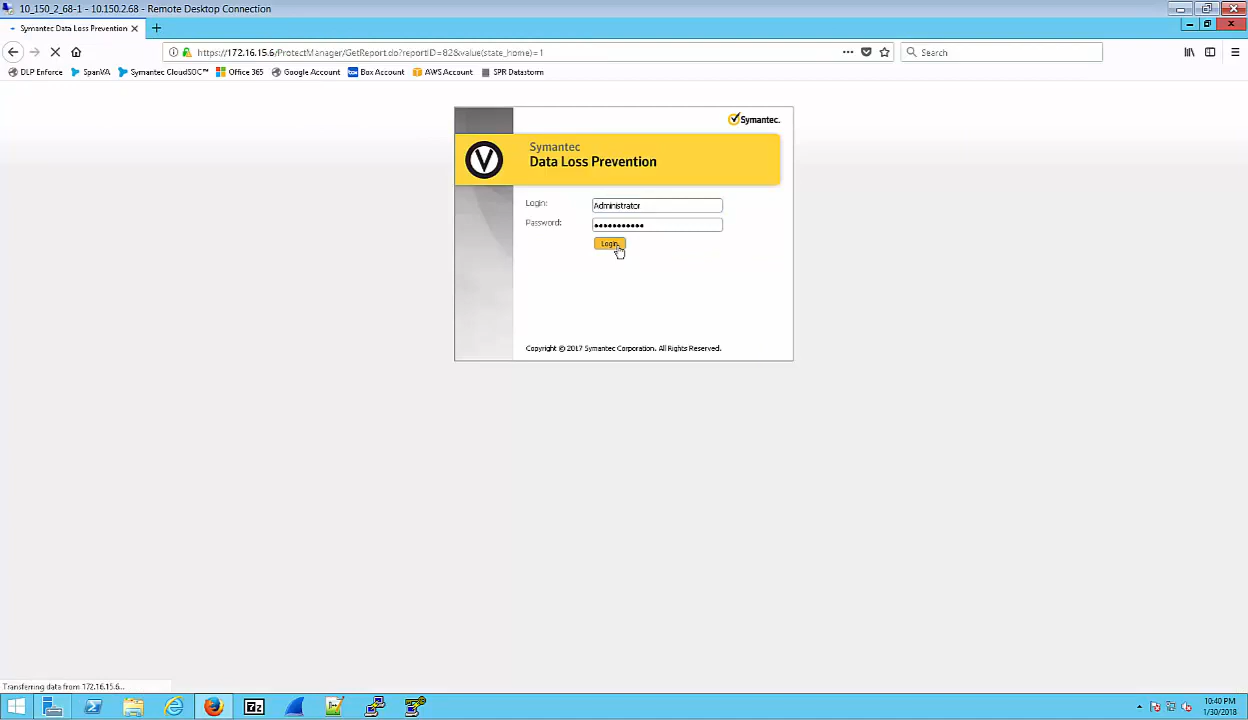 10_150_2_68-1 - 10.150.2.68 - Remote Desktop Connection
Symantec Data Loss Prevention
https://172.16.15.6/ProtectManager/GetReport.do?reportID=82&value(state_home)=1
Search
DLP Enforce
SpanVA
Symantec CloudSOC™
Office 365
Google Account
box
Box Account
AWS Account
SPR Datastorm
Symantec.
Symantec
Data Loss Prevention
Login:
Administrator
Password:
•••••••••••
Login
Copyright © 2017 Symantec Corporation. All Rights Reserved.
Transferring data from 172.16.15.6...
7z
10:40 PM
1/30/2018